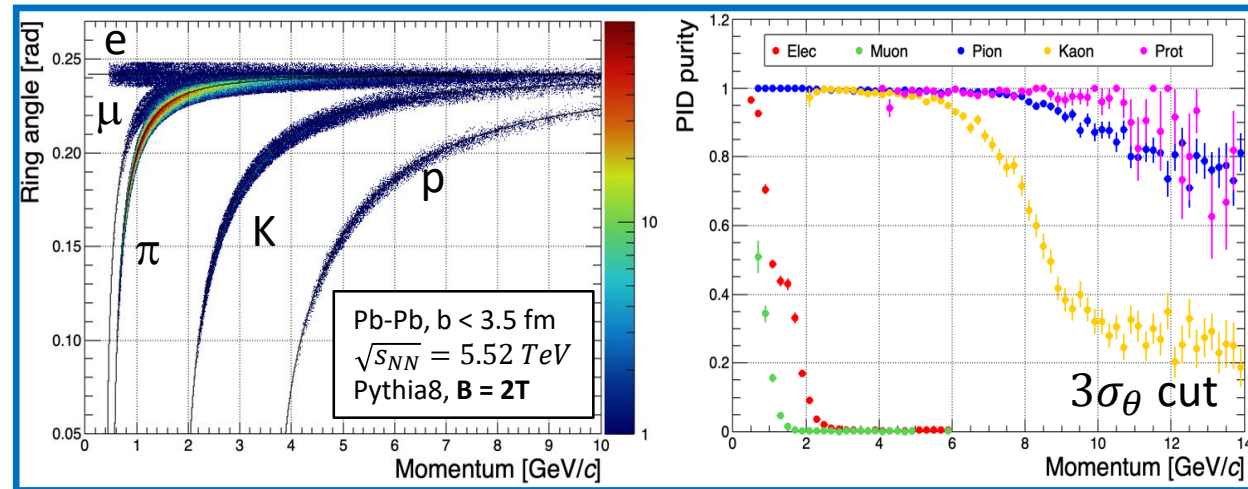 Ring angle [rad]
0.25
0.20
0.15
0.10
0.05
0 1 2 3 4 5 6 7 8 9 10
Momentum [GeV/c]
e
μ
π
K
p
Pb-Pb, b < 3.5 fm
√s_NN = 5.52 TeV
Pythia8, B = 2T
10
1
PID purity
1.2
1
0.8
0.6
0.4
0.2
0
0 2 4 6 8 10 12 14
Momentum [GeV/c]
Elec Muon Pion Kaon Prot
3σ_θ cut